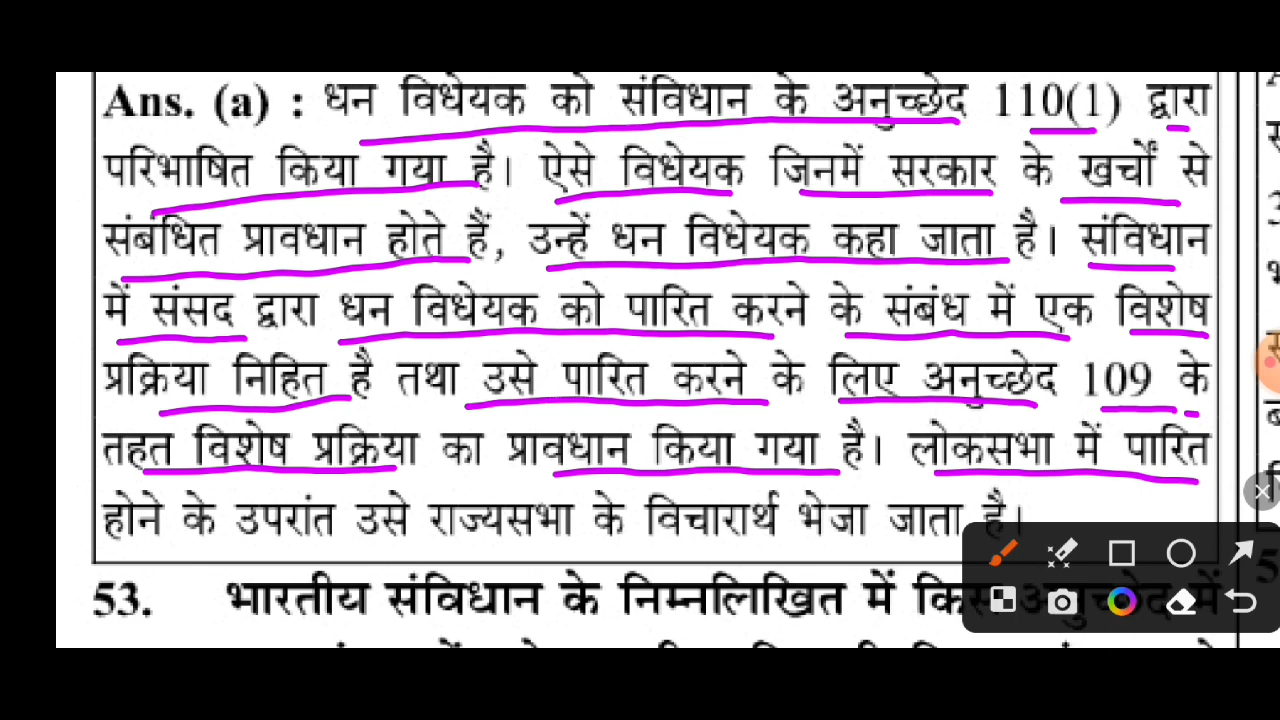 Ans. (a) : धन विधेयक को संविधान के अनुच्छेद 110(1) द्वारा
परिभाषित किया गया है। ऐसे विधेयक जिनमें सरकार के खर्चों से
संबंधित प्रावधान होते हैं, उन्हें धन विधेयक कहा जाता है। संविधान
में संसद द्वारा धन विधेयक को पारित करने के संबंध में एक विशेष
प्रक्रिया निहित है तथा उसे पारित करने के लिए अनुच्छेद 109 के
तहत विशेष प्रक्रिया का प्रावधान किया गया है। लोकसभा में पारित
होने के उपरांत उसे राज्यसभा के विचारार्थ भेजा जाता है।
53. भारतीय संविधान के निम्नलिखित में किस अनुच्छेद में